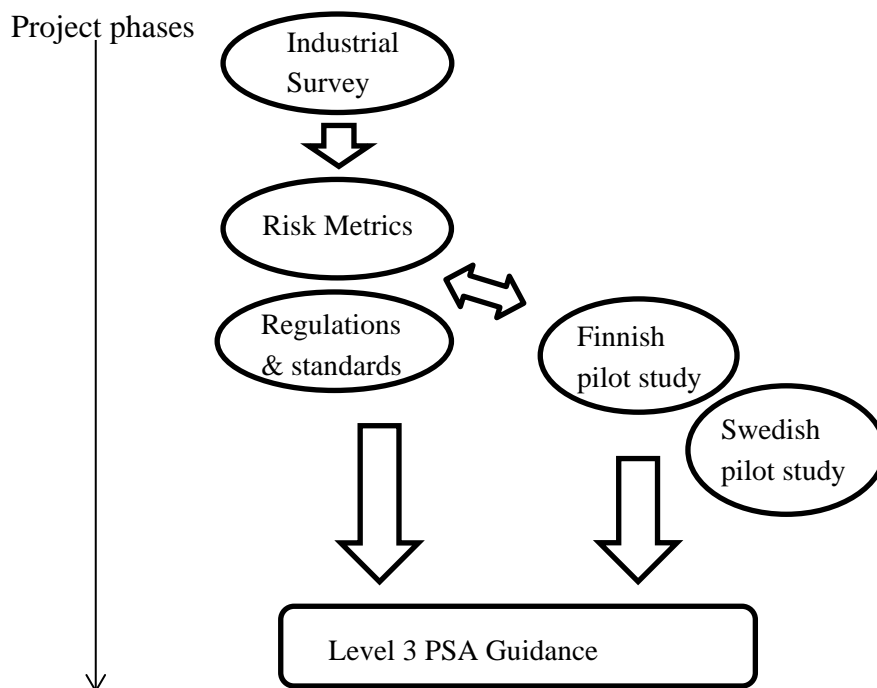 Project phases
Industrial
Survey
Risk Metrics
Regulations
& standards
Finnish
pilot study
Swedish
pilot study
Level 3 PSA Guidance